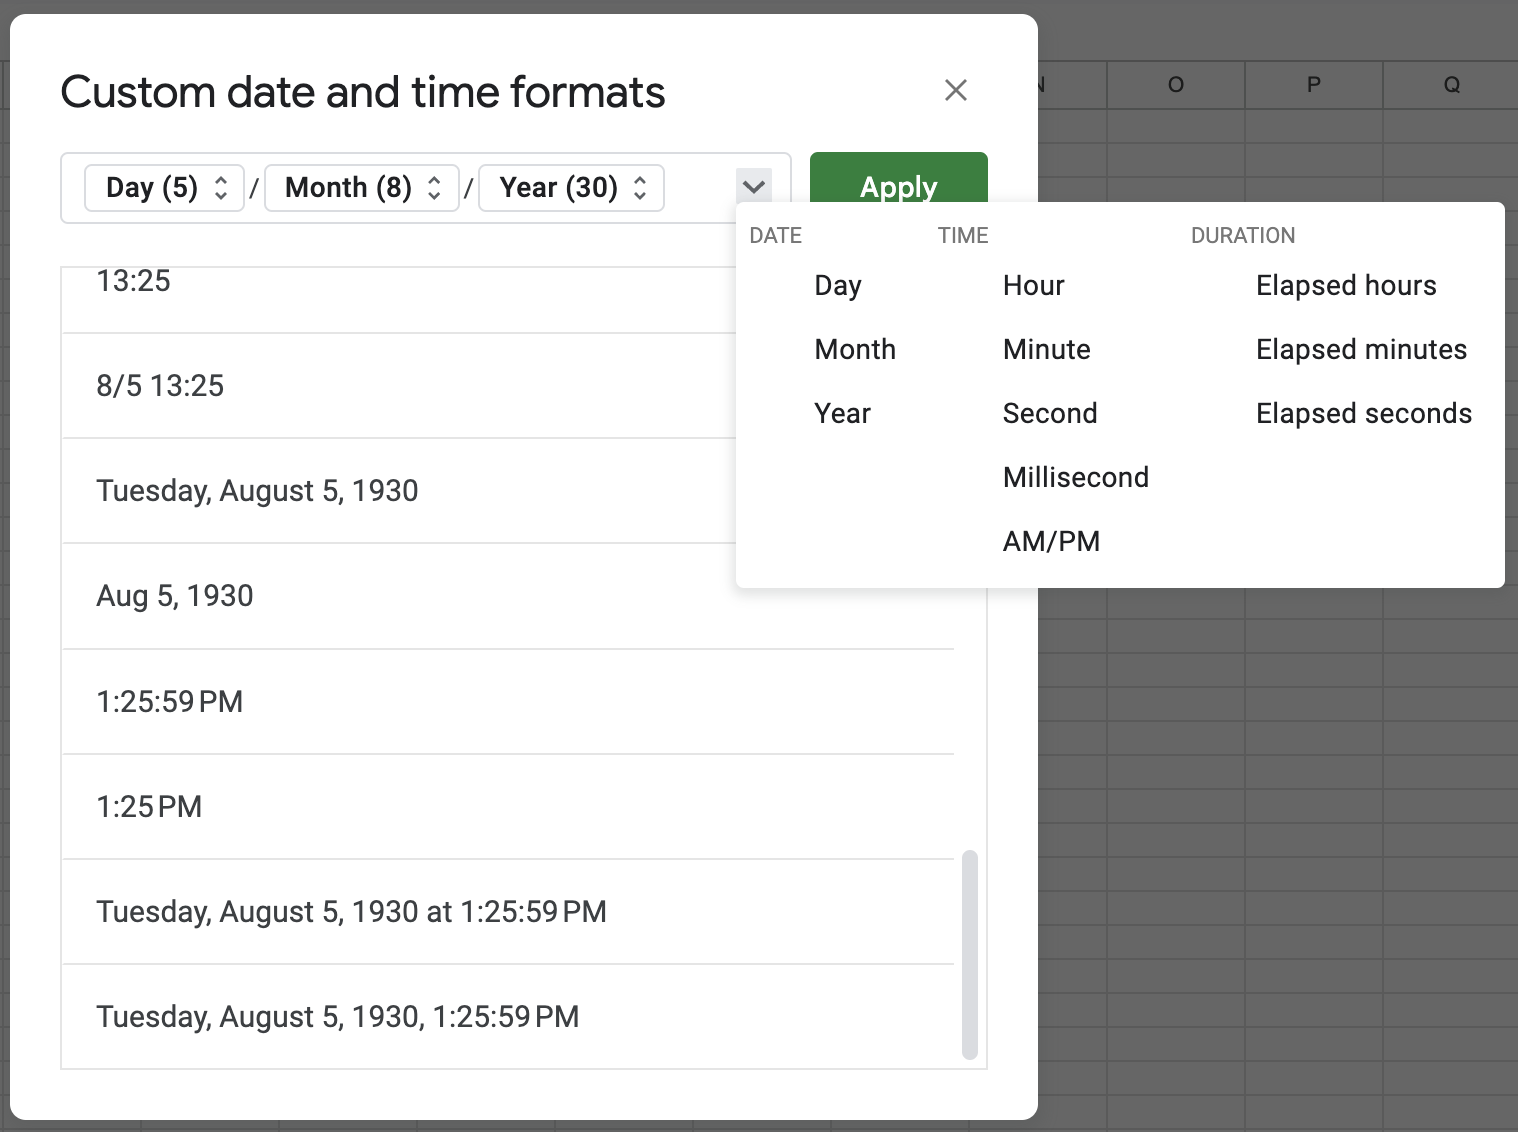 Custom date and time formats
Day (5) / Month (8) / Year (30)
Apply
DATE
Day
Month
Year
TIME
Hour
Minute
Second
Millisecond
AM/PM
DURATION
Elapsed hours
Elapsed minutes
Elapsed seconds
13:25
8/5 13:25
Tuesday, August 5, 1930
Aug 5, 1930
1:25:59 PM
1:25 PM
Tuesday, August 5, 1930 at 1:25:59 PM
Tuesday, August 5, 1930, 1:25:59 PM
N O P Q